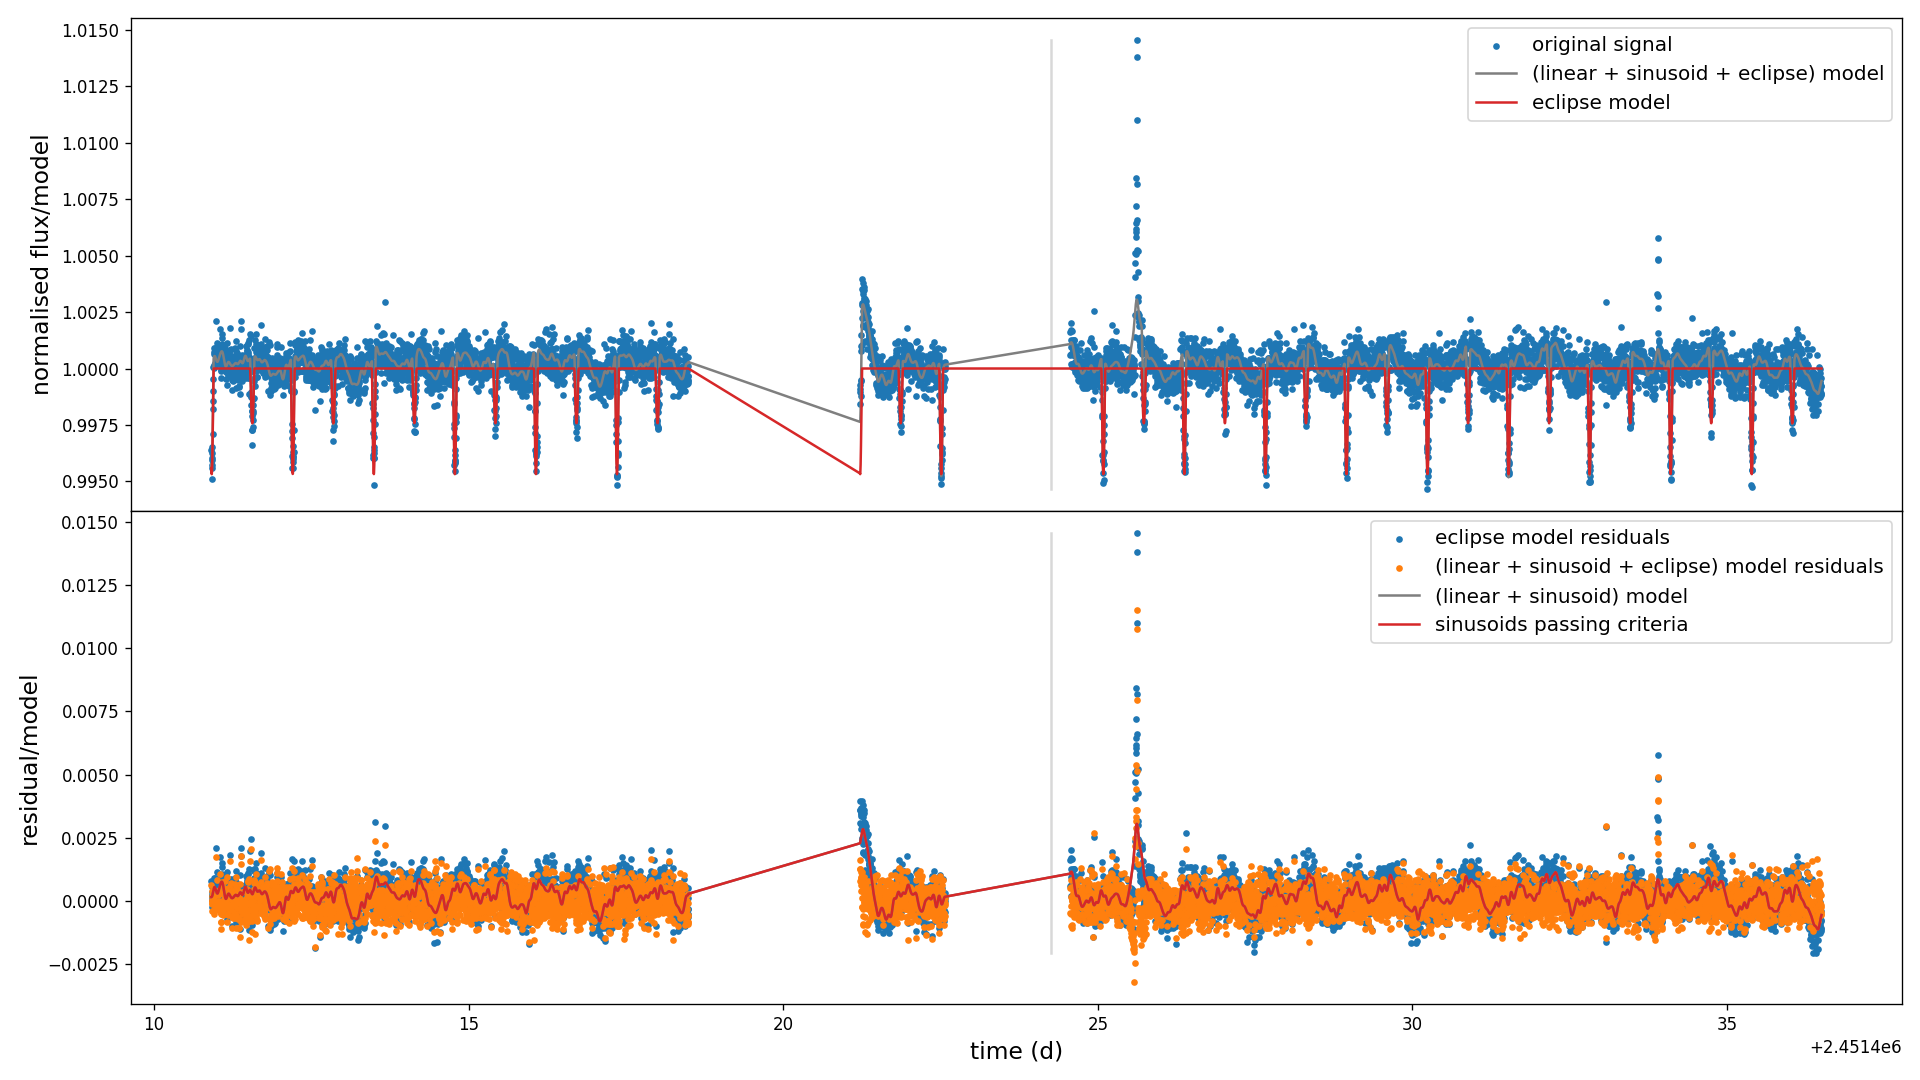 normalised flux/model
1.0150
1.0125
1.0100
1.0075
1.0050
1.0025
1.0000
0.9975
0.9950
original signal
(linear + sinusoid + eclipse) model
eclipse model
residual/model
0.0150
0.0125
0.0100
0.0075
0.0050
0.0025
0.0000
−0.0025
eclipse model residuals
(linear + sinusoid + eclipse) model residuals
(linear + sinusoid) model
sinusoids passing criteria
10 15 20 25 30 35
time (d)
+2.4514e6